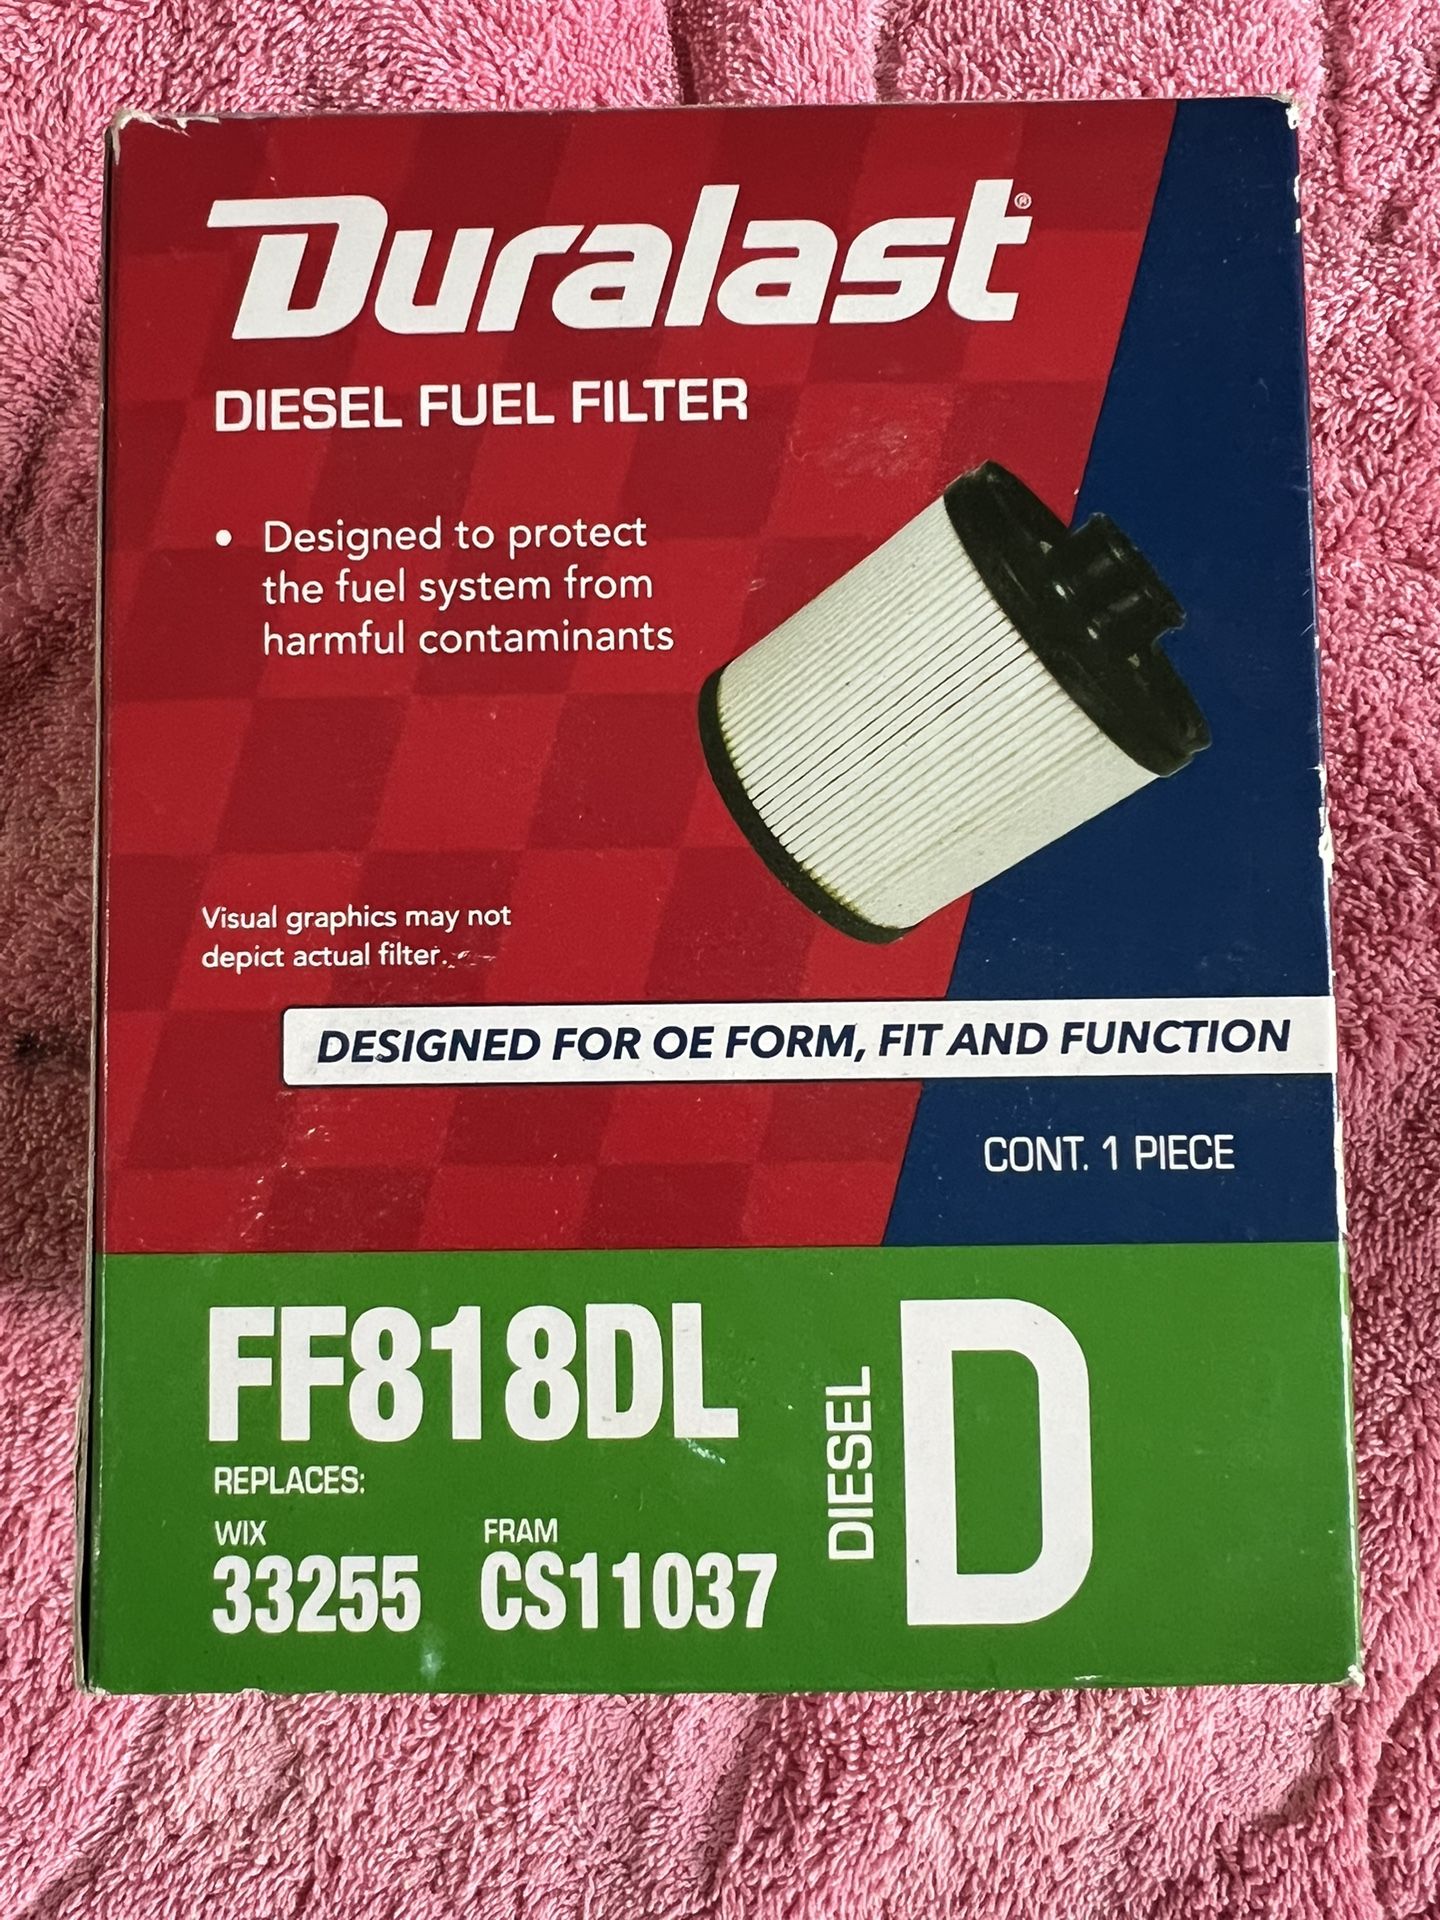 Duralast®
DIESEL FUEL FILTER
• Designed to protect
the fuel system from
harmful contaminants
Visual graphics may not
depict actual filter.
DESIGNED FOR OE FORM, FIT AND FUNCTION
CONT. 1 PIECE
FF818DL
REPLACES:
WIX
33255
FRAM
CS11037
DIESEL
D